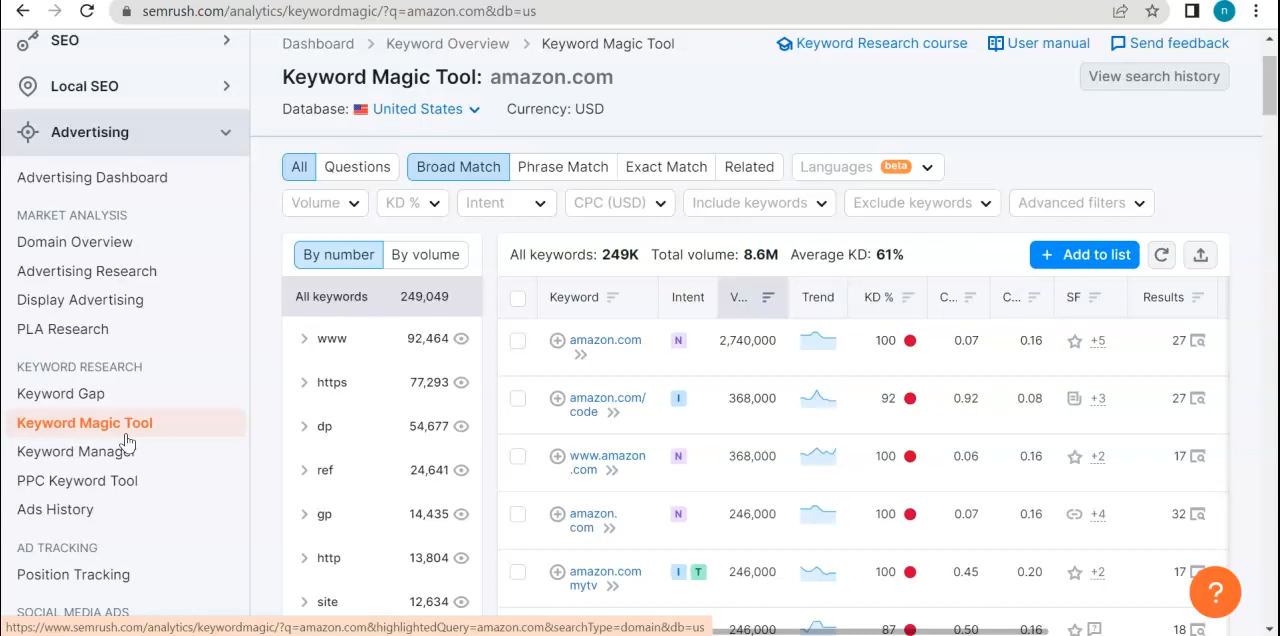 semrush.com/analytics/keywordmagic/?q=amazon.com&db=us
n
SEO
Local SEO
Advertising
Advertising Dashboard
MARKET ANALYSIS
Domain Overview
Advertising Research
Display Advertising
PLA Research
KEYWORD RESEARCH
Keyword Gap
Keyword Magic Tool
Keyword Manager
PPC Keyword Tool
Ads History
AD TRACKING
Position Tracking
SOCIAL MEDIA ADS
https://www.semrush.com/analytics/keywordmagic/?q=amazon.com&highlightedQuery=amazon.com&searchType=domain&db=us
Dashboard > Keyword Overview > Keyword Magic Tool
Keyword Research course User manual Send feedback
Keyword Magic Tool: amazon.com
View search history
Database: United States Currency: USD
All Questions Broad Match Phrase Match Exact Match Related Languages beta
Volume KD % Intent CPC (USD) Include keywords Exclude keywords Advanced filters
By number By volume
All keywords 249,049
www 92,464
https 77,293
dp 54,677
ref 24,641
gp 14,435
http 13,804
site 12,634
All keywords: 249K Total volume: 8.6M Average KD: 61%
+ Add to list
Keyword Intent V... Trend KD % C... C... SF Results
amazon.com N 2,740,000 100 0.07 0.16 +5 27
amazon.com/
code I 368,000 92 0.92 0.08 +3 27
www.amazon
.com N 368,000 100 0.06 0.16 +2 17
amazon.
com N 246,000 100 0.07 0.16 +4 32
amazon.com
mytv I T 246,000 100 0.45 0.20 +2 17
87 0.50 0.16 18
?